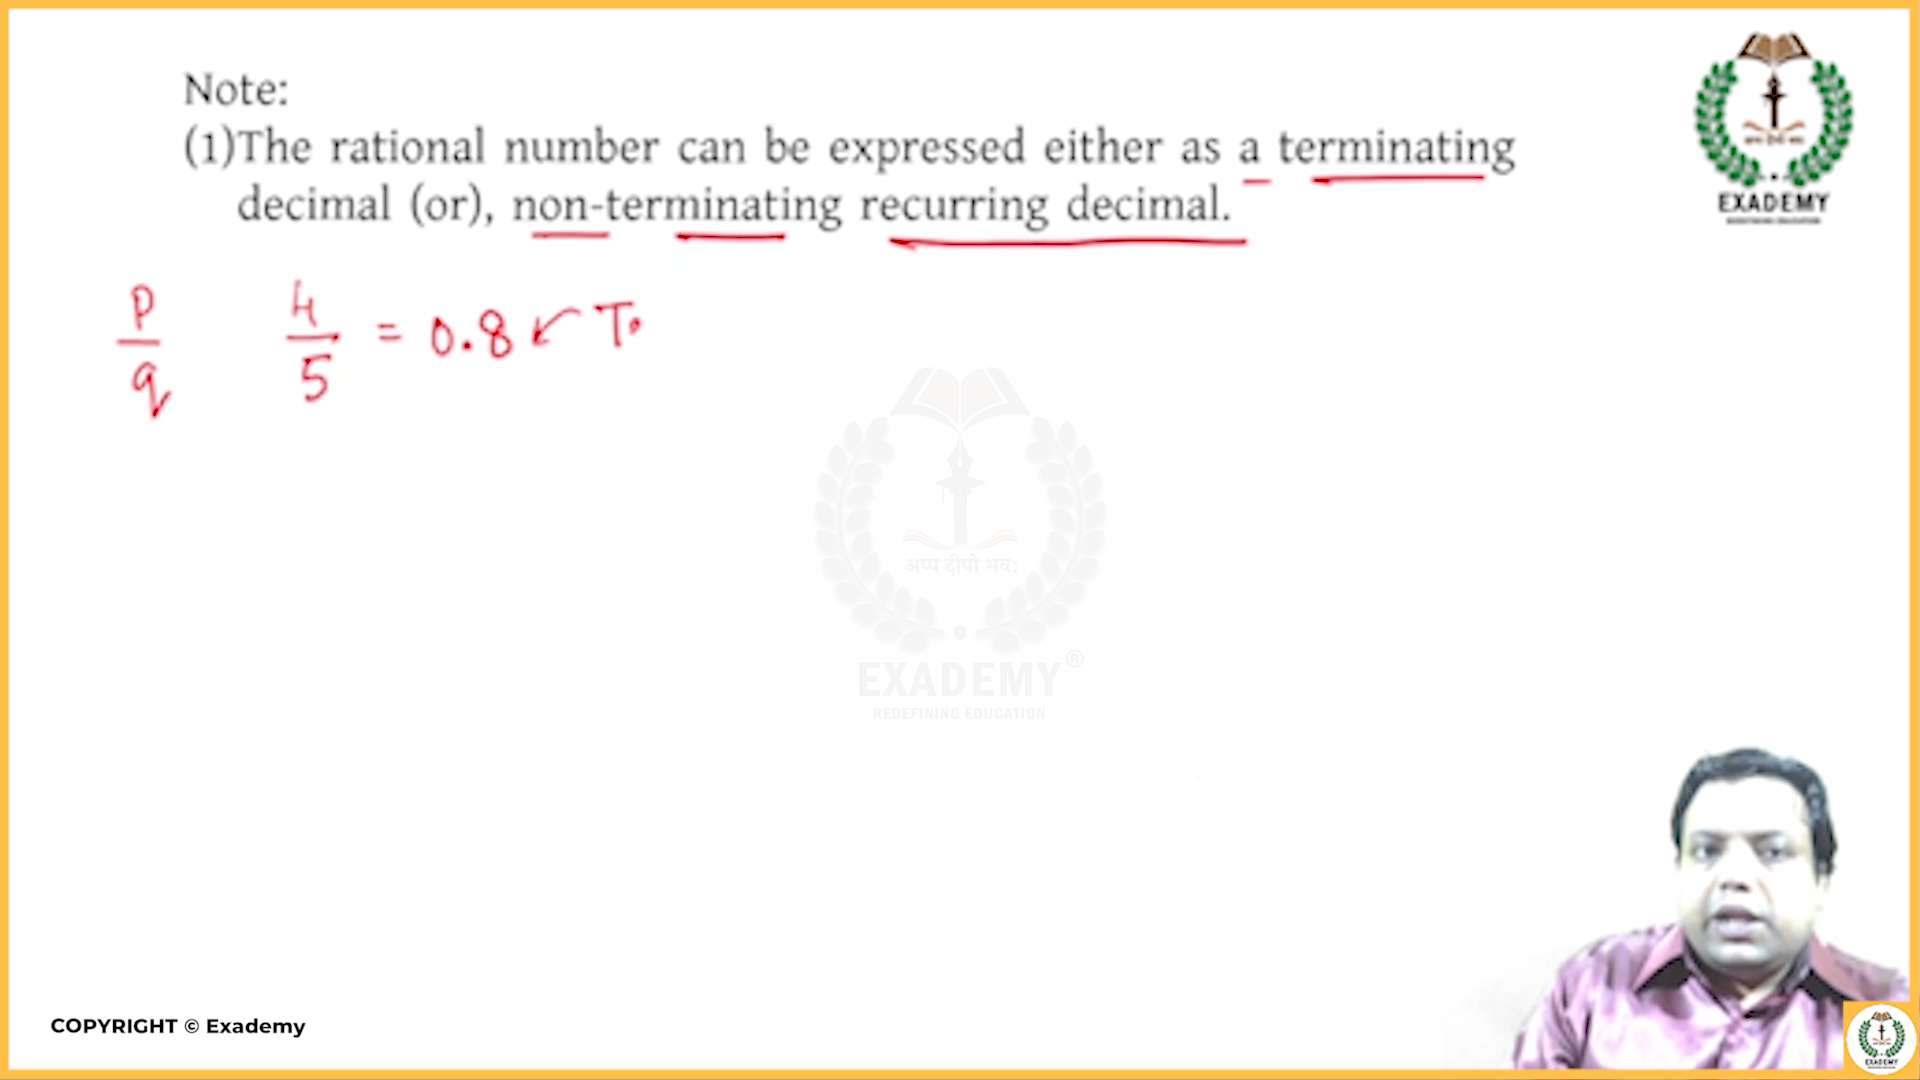 Note:
(1)The rational number can be expressed either as a terminating
decimal (or), non-terminating recurring decimal.
p/q 4/5 = 0.8 ↙ T.
EXADEMY
अप्प दीपो भव:
EXADEMY®
REDEFINING EDUCATION
COPYRIGHT © Exademy
EXADEMY